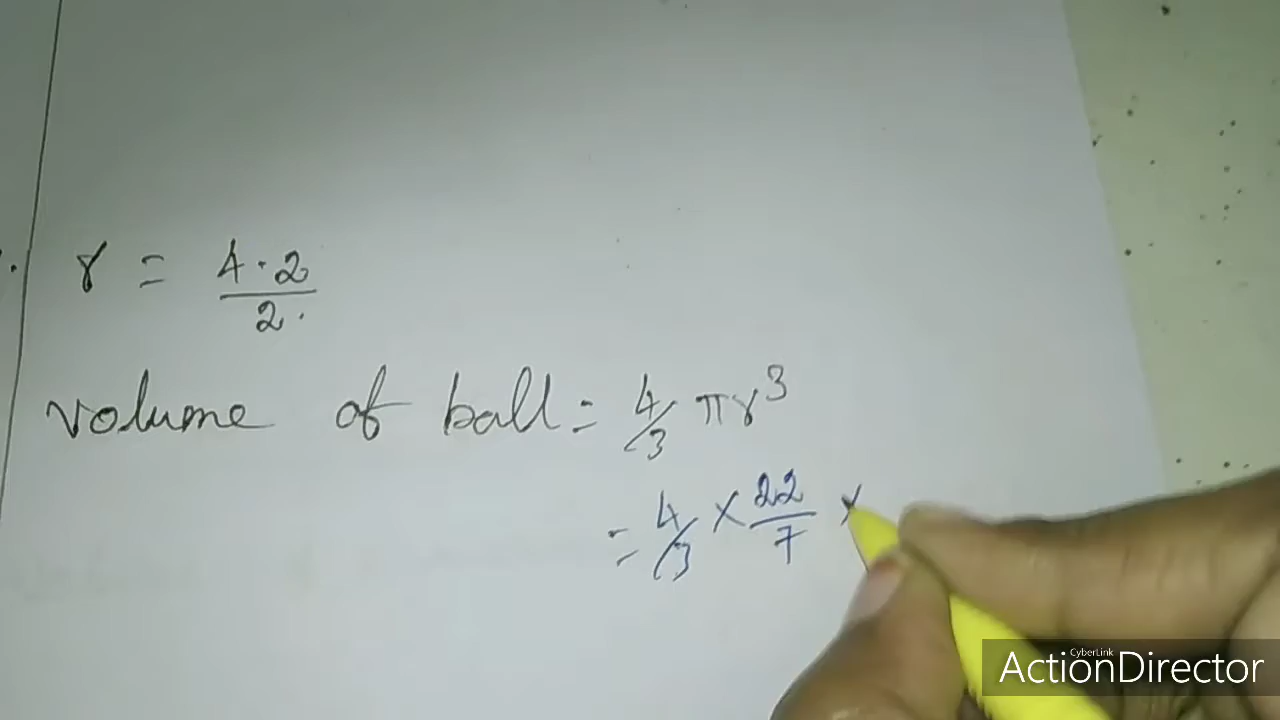 r = 4.2/2.
volume of ball = 4/3 πr³
= 4/3 × 22/7 ×
CyberLink
ActionDirector